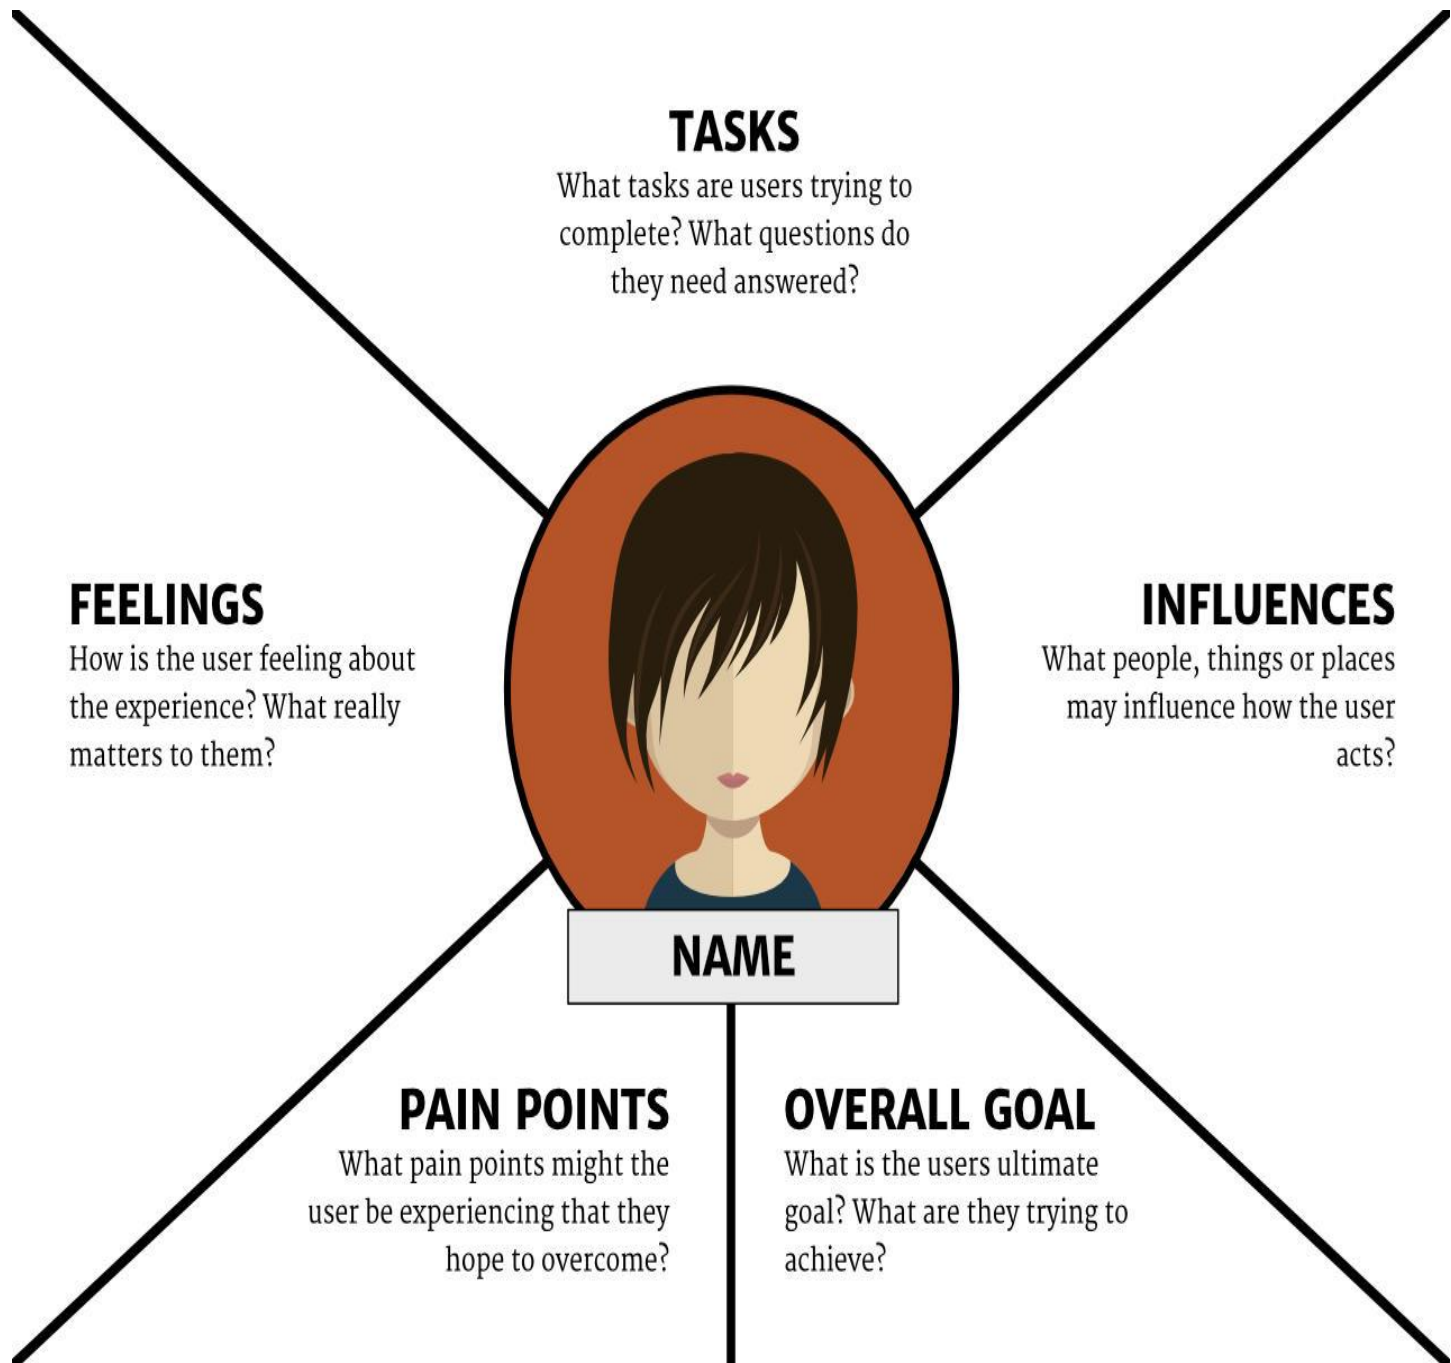 TASKS
What tasks are users trying to
complete? What questions do
they need answered?
FEELINGS
How is the user feeling about
the experience? What really
matters to them?
INFLUENCES
What people, things or places
may influence how the user
acts?
NAME
PAIN POINTS
What pain points might the
user be experiencing that they
hope to overcome?
OVERALL GOAL
What is the users ultimate
goal? What are they trying to
achieve?